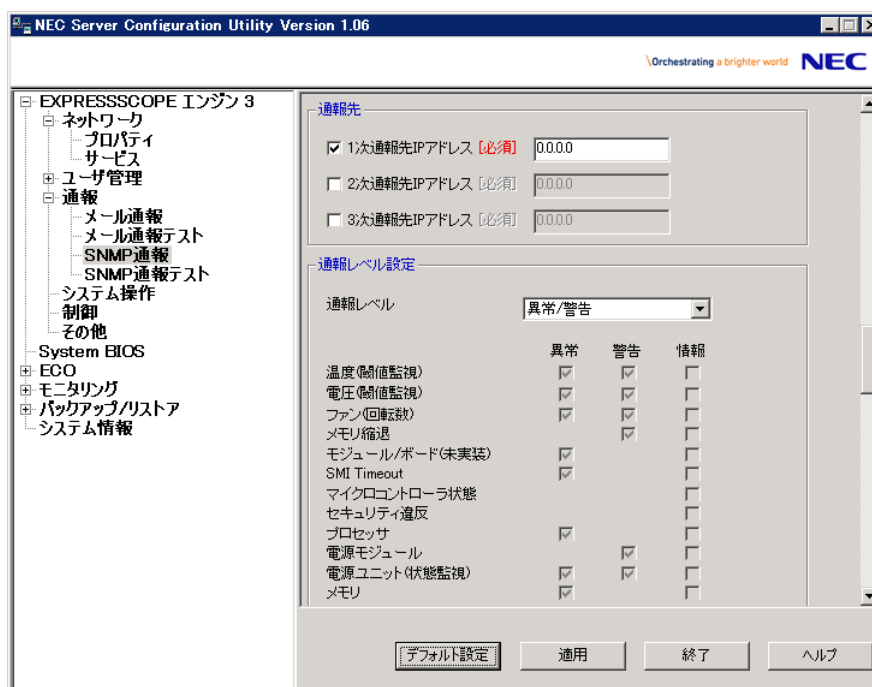 NEC Server Configuration Utility Version 1.06
\Orchestrating a brighter world NEC
EXPRESSSCOPE エンジン 3
ネットワーク
プロパティ
サービス
ユーザ管理
通報
メール通報
メール通報テスト
SNMP通報
SNMP通報テスト
システム操作
制御
その他
System BIOS
ECO
モニタリング
バックアップ/リストア
システム情報
通報先
1次通報先IPアドレス [必須] 0.0.0.0
2次通報先IPアドレス [必須] 0.0.0.0
3次通報先IPアドレス [必須] 0.0.0.0
通報レベル設定
通報レベル 異常/警告
異常 警告 情報
温度(閾値監視)
電圧(閾値監視)
ファン(回転数)
メモリ縮退
モジュール/ボード(未実装)
SMI Timeout
マイクロコントローラ状態
セキュリティ違反
プロセッサ
電源モジュール
電源ユニット(状態監視)
メモリ
デフォルト設定 適用 終了 ヘルプ